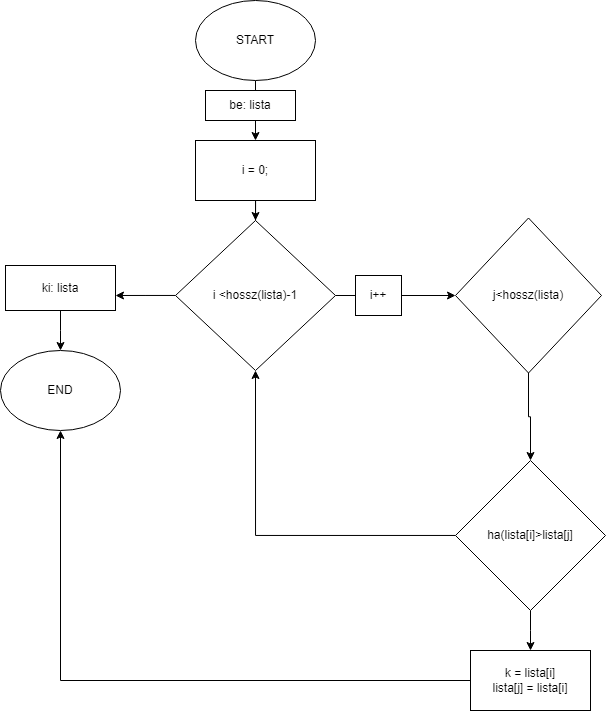 START
be: lista
i = 0;
ki: lista
i <hossz(lista)-1
i++
j<hossz(lista)
END
ha(lista[i]>lista[j]
k = lista[i]
lista[j] = lista[i]